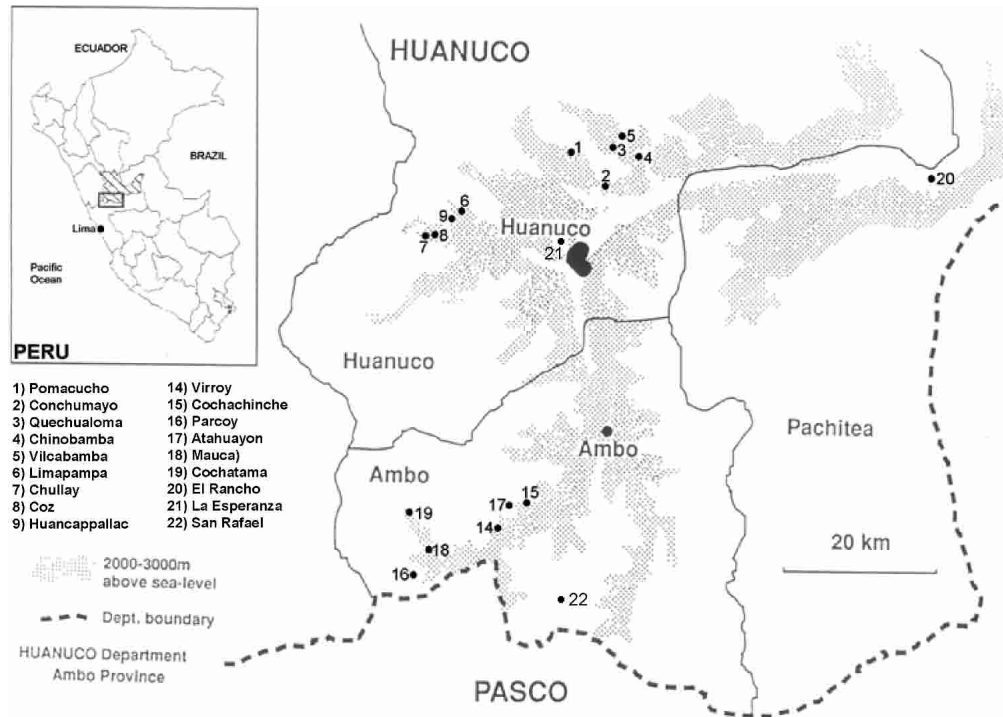 ECUADOR
BRAZIL
Lima
Pacific
Ocean
PERU
HUANUCO
5
1
3
4
2
20
6
9
Huanuco
7
8
21
Huanuco
1) Pomacucho
2) Conchumayo
3) Quechualoma
4) Chinobamba
5) Vilcabamba
6) Limapampa
7) Chullay
8) Coz
9) Huancappallac
14) Virroy
15) Cochachinche
16) Parcoy
17) Atahuayon
18) Mauca)
19) Cochatama
20) El Rancho
21) La Esperanza
22) San Rafael
Pachitea
Ambo
Ambo
17
15
19
14
18
16
22
20 km
2000-3000m
above sea-level
Dept. boundary
HUANUCO Department
Ambo Province
PASCO